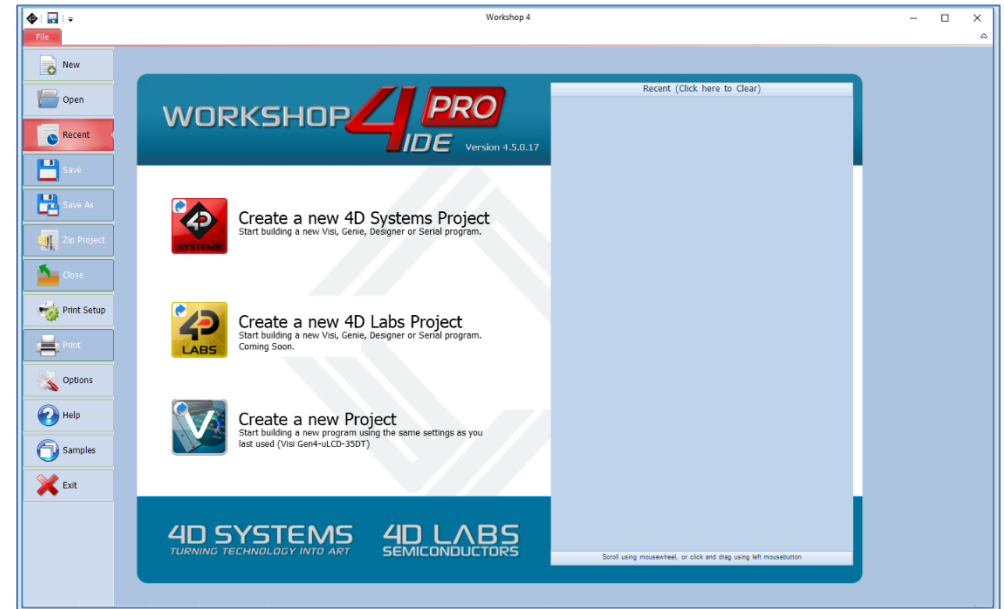 Workshop 4
File
New
Open
Recent
Save
Save As
Zip Project
Close
Print Setup
Print
Options
Help
Samples
Exit
WORKSHOP 4 PRO
IDE Version 4.5.0.17
Recent (Click here to Clear)
4D
SYSTEMS
Create a new 4D Systems Project
Start building a new Visi, Genie, Designer or Serial program.
4D
LABS
Create a new 4D Labs Project
Start building a new Visi, Genie, Designer or Serial program.
Coming Soon.
V
Create a new Project
Start building a new program using the same settings as you
last used (Visi Gen4-uLCD-35DT)
4D SYSTEMS
TURNING TECHNOLOGY INTO ART
4D LABS
SEMICONDUCTORS
Scroll using mousewheel. or click and drag using left mousebutton